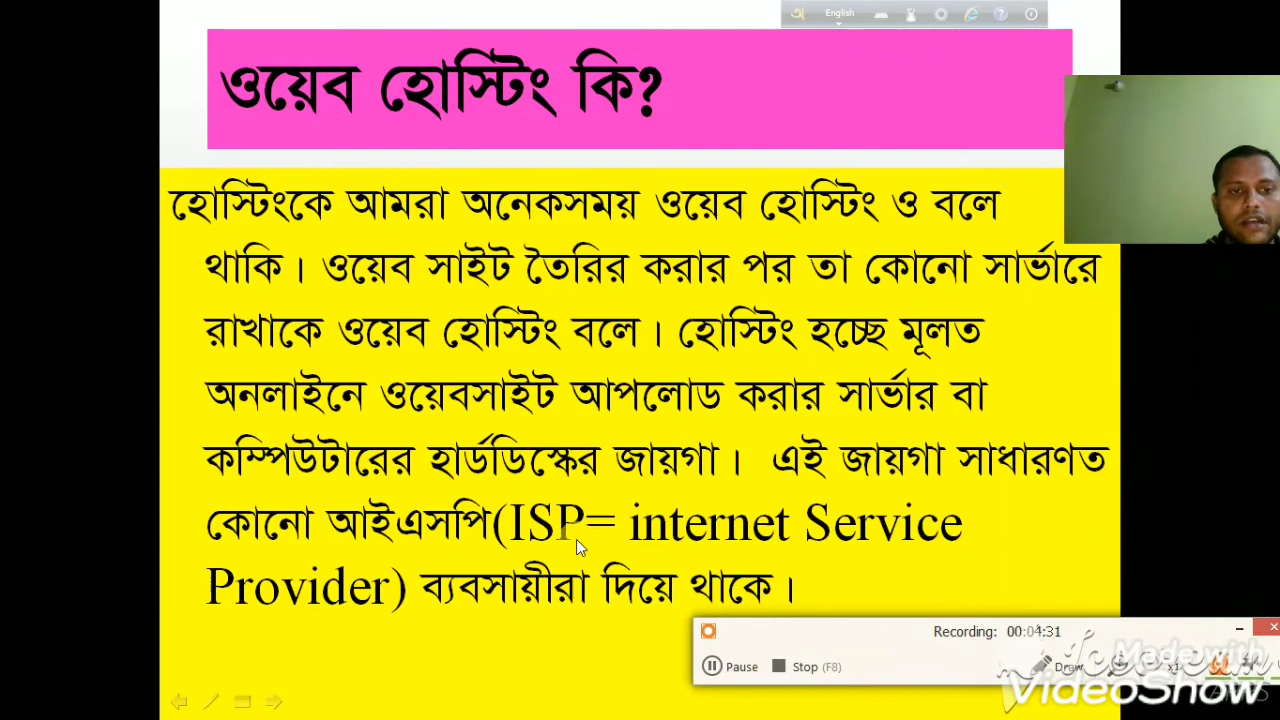 অ English
ওয়েব হোস্টিং কি?
হোস্টিংকে আমরা অনেকসময় ওয়েব হোস্টিং ও বলে
থাকি। ওয়েব সাইট তৈরির করার পর তা কোনো সার্ভারে
রাখাকে ওয়েব হোস্টিং বলে। হোস্টিং হচ্ছে মূলত
অনলাইনে ওয়েবসাইট আপলোড করার সার্ভার বা
কম্পিউটারের হার্ডডিস্কের জায়গা। এই জায়গা সাধারণত
কোনো আইএসপি(ISP= internet Service
Provider) ব্যবসায়ীরা দিয়ে থাকে।
Recording: 00:04:31
Pause Stop (F8) Draw x1
Made with
VideoShow